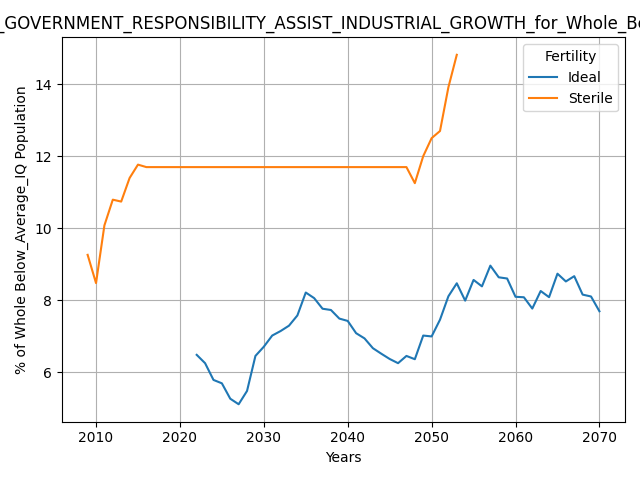 _GOVERNMENT_RESPONSIBILITY_ASSIST_INDUSTRIAL_GROWTH_for_Whole_Be
Fertility
Ideal
Sterile
% of Whole Below_Average_IQ Population
14
12
10
8
6
2010 2020 2030 2040 2050 2060 2070
Years